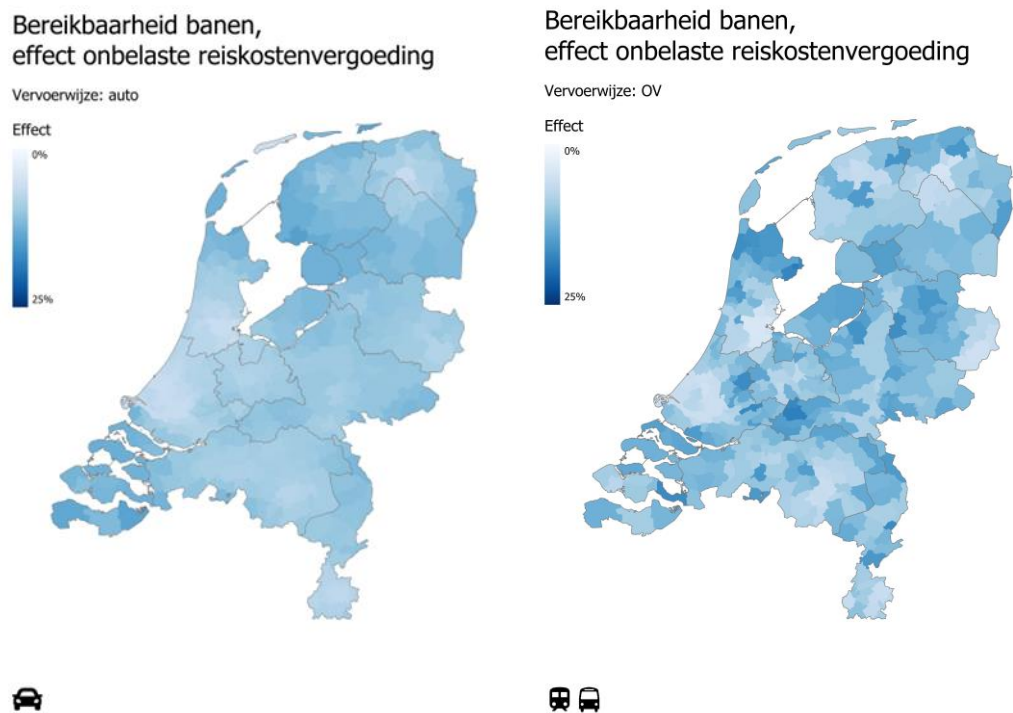 Bereikbaarheid banen,
effect onbelaste reiskostenvergoeding
Vervoerwijze: auto
Effect
0%
25%
Bereikbaarheid banen,
effect onbelaste reiskostenvergoeding
Vervoerwijze: OV
Effect
0%
25%